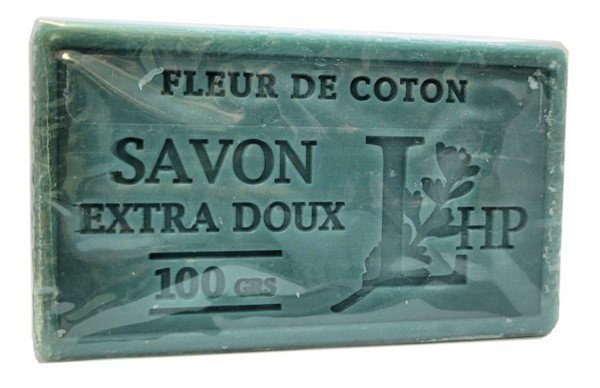 FLEUR DE COTON
SAVON
EXTRA DOUX
100 GRS
L HP